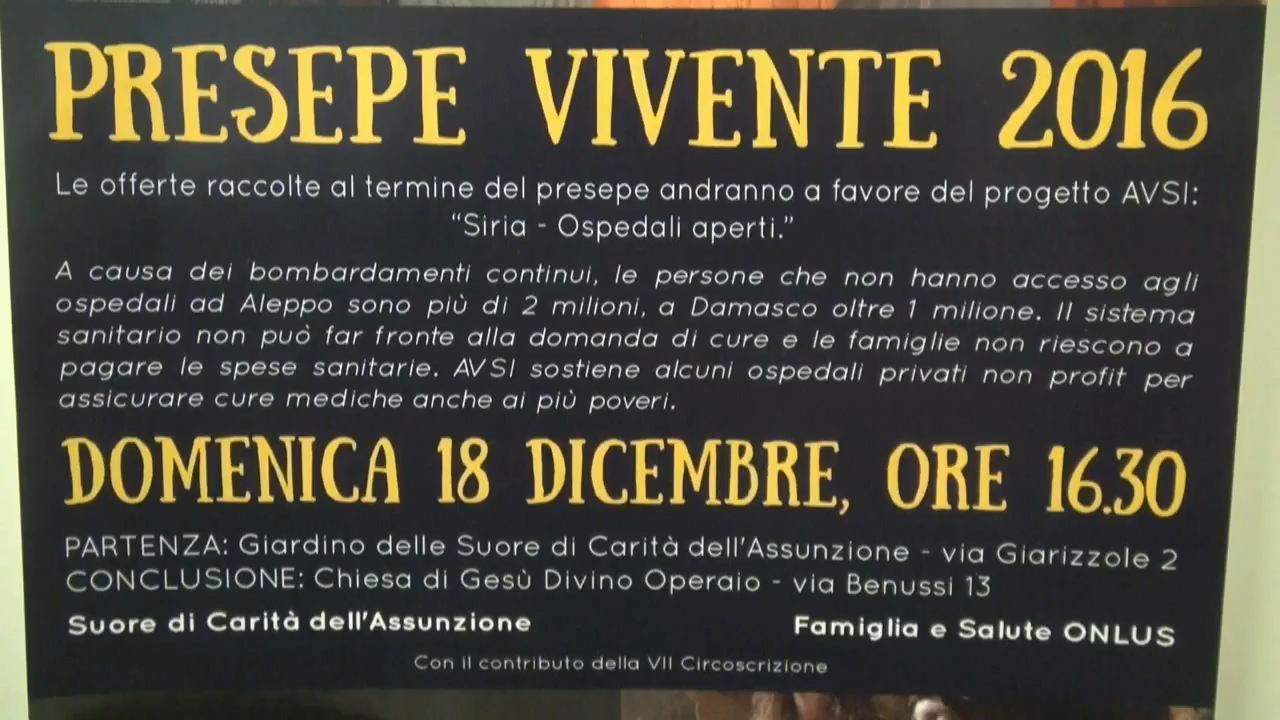 PRESEPE VIVENTE 2016
Le offerte raccolte al termine del presepe andranno a favore del progetto AVSI:
“Siria - Ospedali aperti.”
A causa dei bombardamenti continui, le persone che non hanno accesso agli
ospedali ad Aleppo sono più di 2 milioni, a Damasco oltre 1 milione. Il sistema
sanitario non può far fronte alla domanda di cure e le famiglie non riescono a
pagare le spese sanitarie. AVSI sostiene alcuni ospedali privati non profit per
assicurare cure mediche anche ai più poveri.
DOMENICA 18 DICEMBRE, ORE 16.30
PARTENZA: Giardino delle Suore di Carità dell'Assunzione - via Giarizzole 2
CONCLUSIONE: Chiesa di Gesù Divino Operaio - via Benussi 13
Suore di Carità dell'Assunzione Famiglia e Salute ONLUS
Con il contributo della VII Circoscrizione